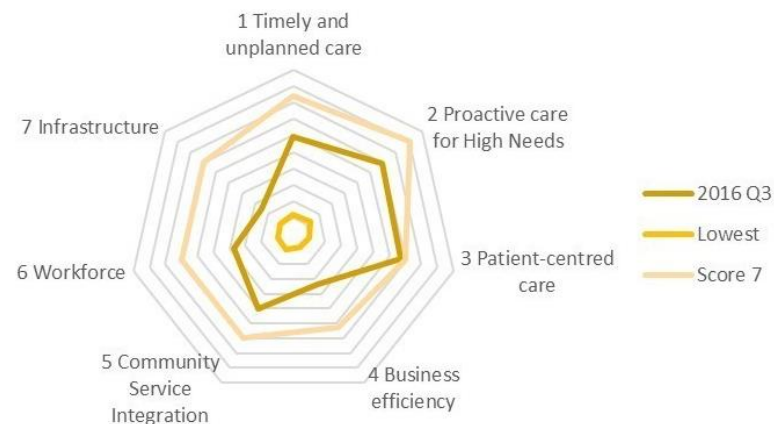 1 Timely and
unplanned care
2 Proactive care
for High Needs
3 Patient-centred
care
4 Business
efficiency
5 Community
Service
Integration
6 Workforce
7 Infrastructure
2016 Q3
Lowest
Score 7